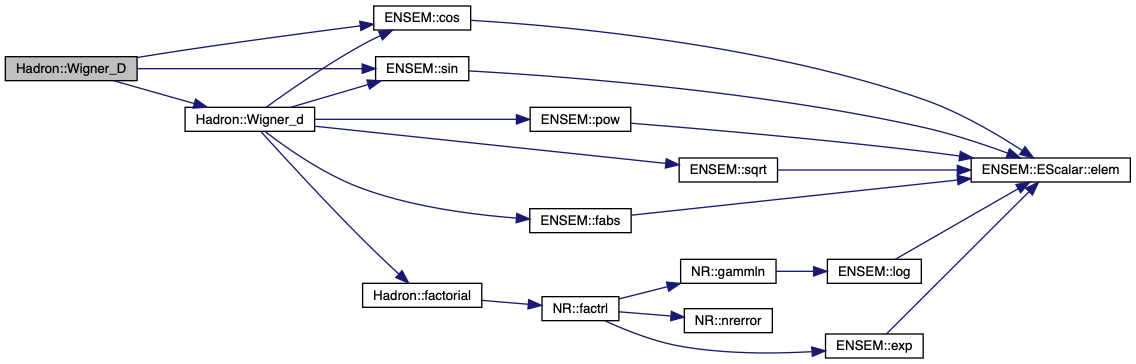 Hadron::Wigner_D
ENSEM::cos
ENSEM::sin
Hadron::Wigner_d
ENSEM::pow
ENSEM::sqrt
ENSEM::EScalar::elem
ENSEM::fabs
NR::gammln
ENSEM::log
Hadron::factorial
NR::factrl
NR::nrerror
ENSEM::exp